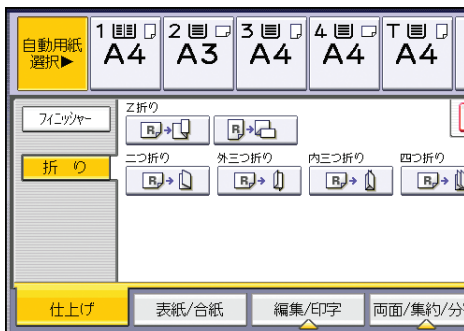 自動用紙
選択▶
1 A4
2 A3
3 A4
4 A4
T A4
フィニッシャー
折り
Z折り
R
R
二つ折り
外三つ折り
内三つ折り
四つ折り
R
R
R
R
仕上げ
表紙/合紙
編集/印字
両面/集約/分